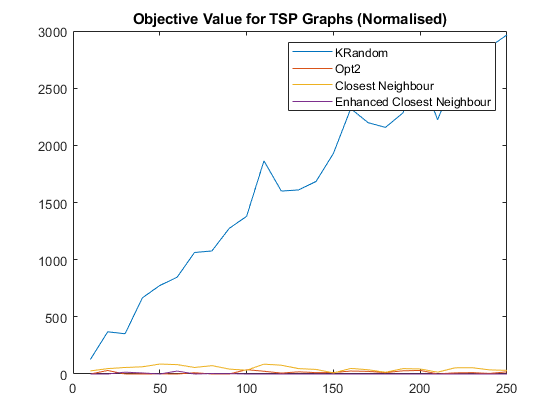 Objective Value for TSP Graphs (Normalised)
3000
KRandom
Opt2
Closest Neighbour
Enhanced Closest Neighbour
2500
2000
1500
1000
500
0
0 50 100 150 200 250